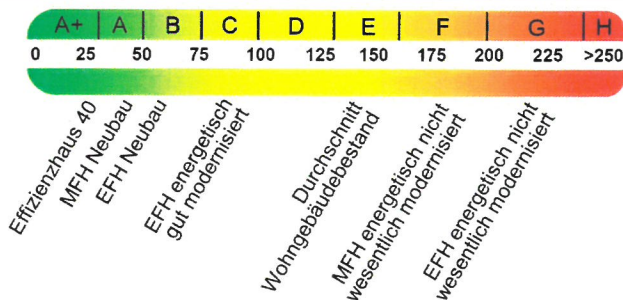 A+ A B C D E F G H
0 25 50 75 100 125 150 175 200 225 >250
Effizienzhaus 40
MFH Neubau
EFH Neubau
EFH energetisch
gut modernisiert
Durchschnitt
Wohngebäudebestand
MFH energetisch nicht
wesentlich modernisiert
EFH energetisch nicht
wesentlich modernisiert